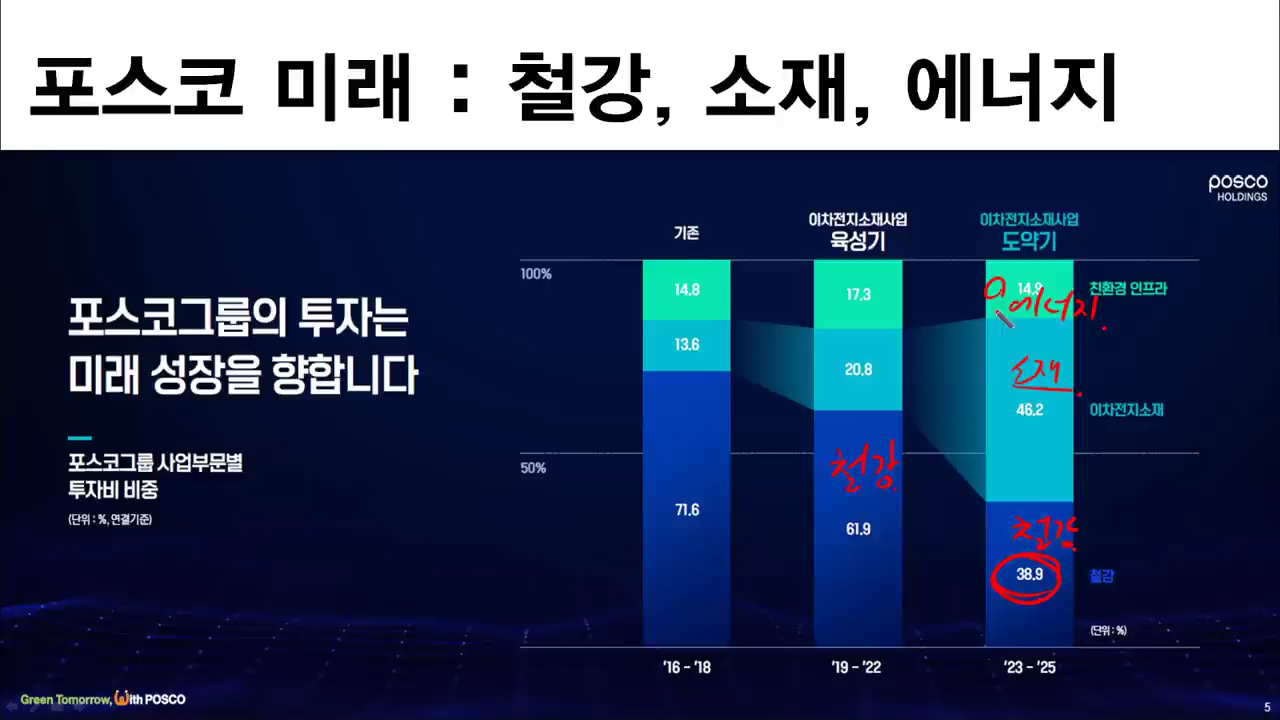 포스코 미래 : 철강, 소재, 에너지
posco
HOLDINGS
포스코그룹의 투자는
미래 성장을 향합니다
포스코그룹 사업부문별
투자비 비중
(단위 : %, 연결기준)
기존
이차전지소재사업
육성기
이차전지소재사업
도약기
100%
14.8
17.3
14.9
친환경 인프라
에너지.
13.6
20.8
소재.
46.2
이차전지소재
50%
철강.
71.6
61.9
철강.
38.9
철강
(단위 : %)
'16 - '18
'19 - '22
'23 - '25
Green Tomorrow, With POSCO
5